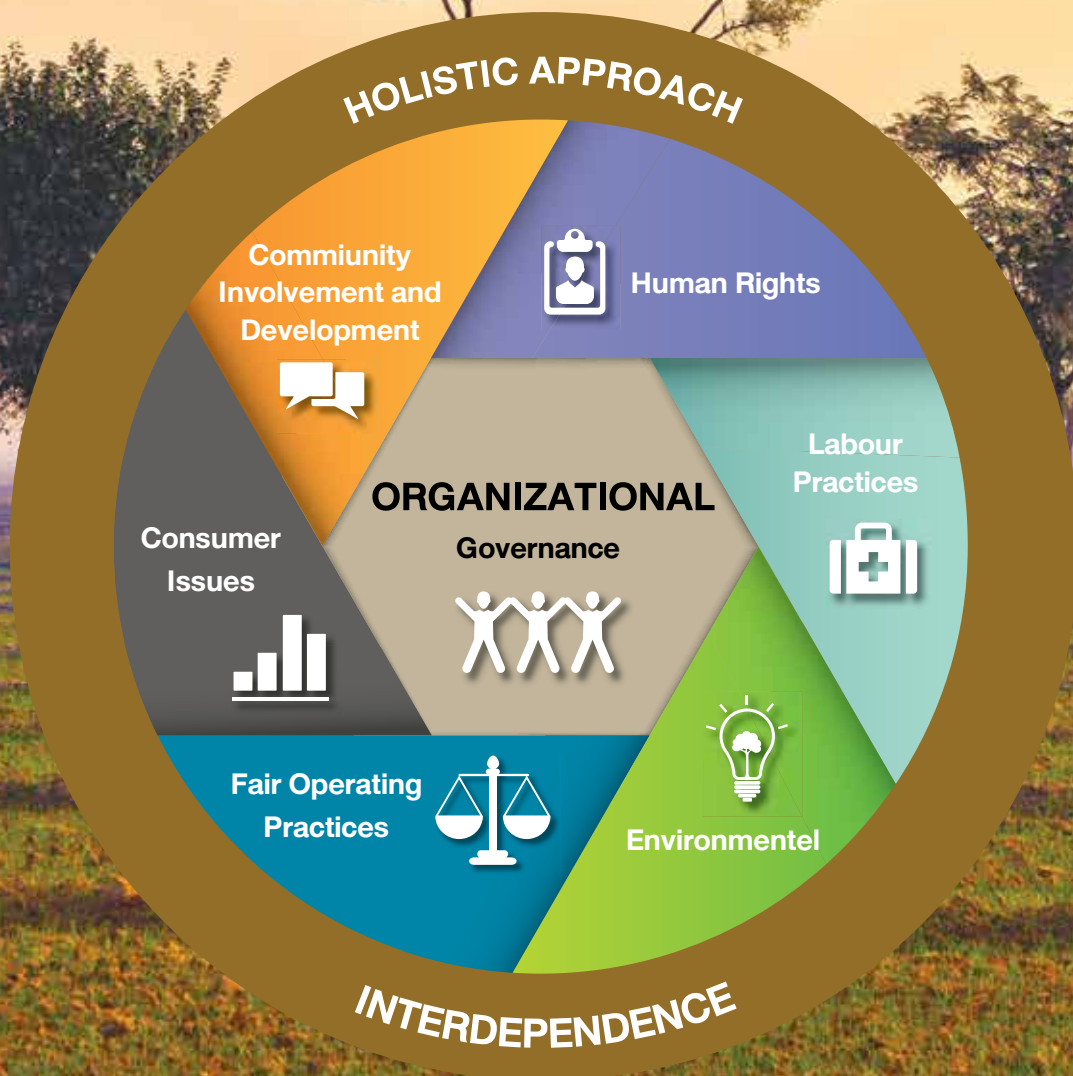 HOLISTIC APPROACH
Commiunity
Involvement and
Development
Human Rights
Labour
Practices
ORGANIZATIONAL
Governance
Consumer
Issues
Fair Operating
Practices
Environmentel
INTERDEPENDENCE